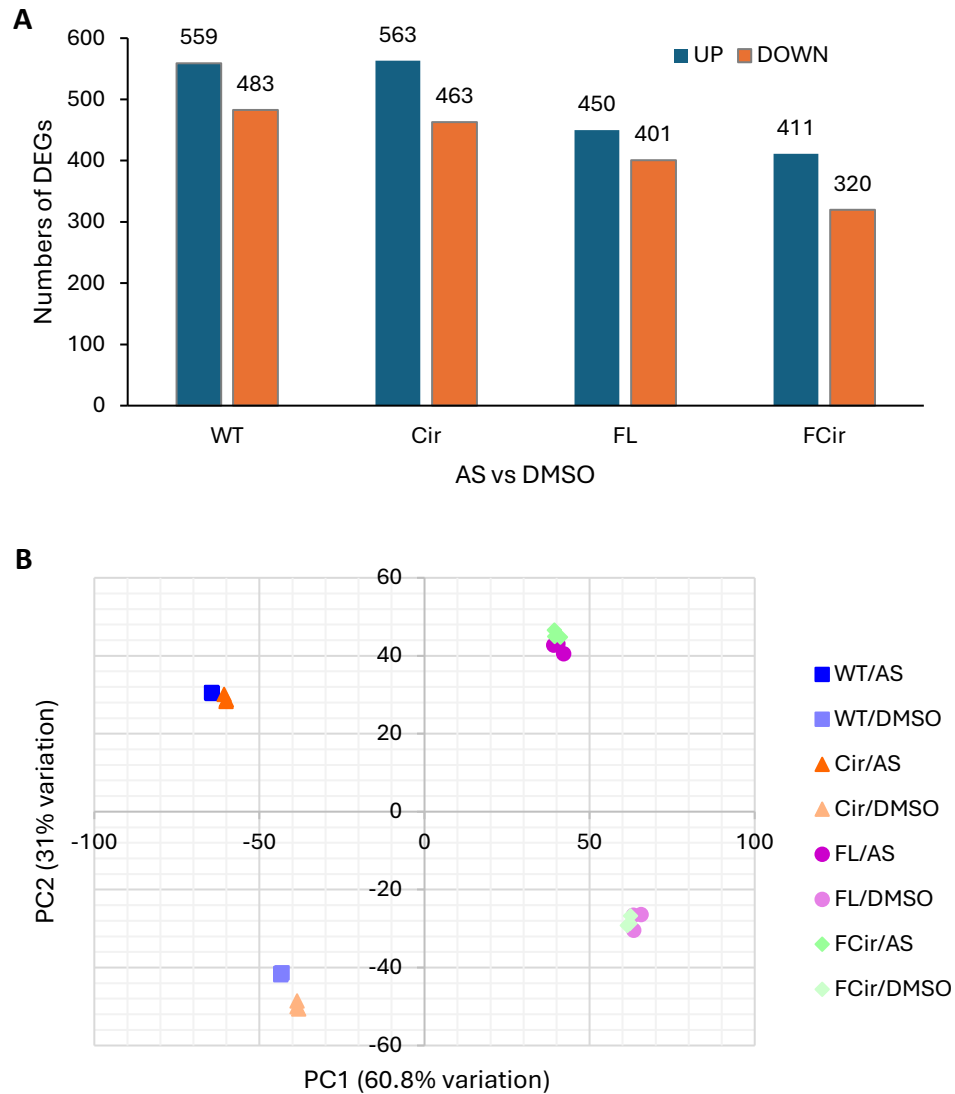 A
600
500
400
300
200
100
0
Numbers of DEGs
559
483
563
463
450
401
411
320
UP DOWN
WT Cir FL FCir
AS vs DMSO
B
60
40
20
0
-20
-40
-60
-100 -50 0 50 100
PC2 (31% variation)
PC1 (60.8% variation)
WT/AS
WT/DMSO
Cir/AS
Cir/DMSO
FL/AS
FL/DMSO
FCir/AS
FCir/DMSO